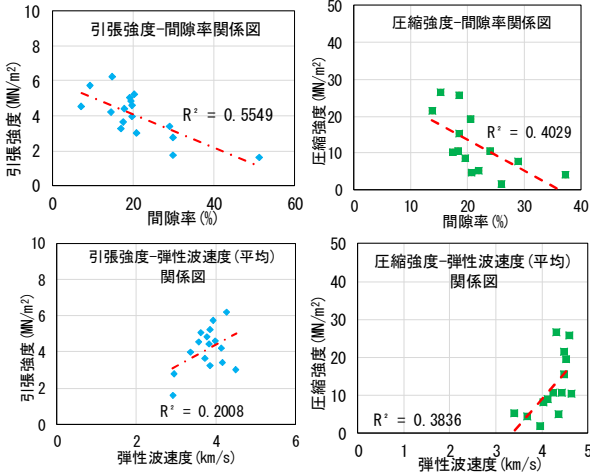 引張強度-間隙率関係図
引張強度(MN/m²)
10
8
6
4
2
0
R² = 0.5549
0
20
40
60
間隙率(%)
圧縮強度-間隙率関係図
圧縮強度(MN/m²)
50
40
30
20
10
0
R² = 0.4029
0
10
20
30
40
間隙率(%)
引張強度-弾性波速度(平均)
関係図
引張強度(MN/m²)
10
8
6
4
2
0
R² = 0.2008
0
2
4
6
弾性波速度(km/s)
圧縮強度-弾性波速度(平均)
関係図
圧縮強度(MN/m²)
50
40
30
20
10
0
R² = 0.3836
0
1
2
3
4
5
弾性波速度(km/s)